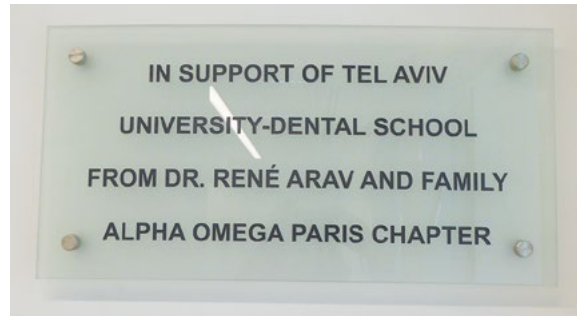 IN SUPPORT OF TEL AVIV
UNIVERSITY-DENTAL SCHOOL
FROM DR. RENÉ ARAV AND FAMILY
ALPHA OMEGA PARIS CHAPTER